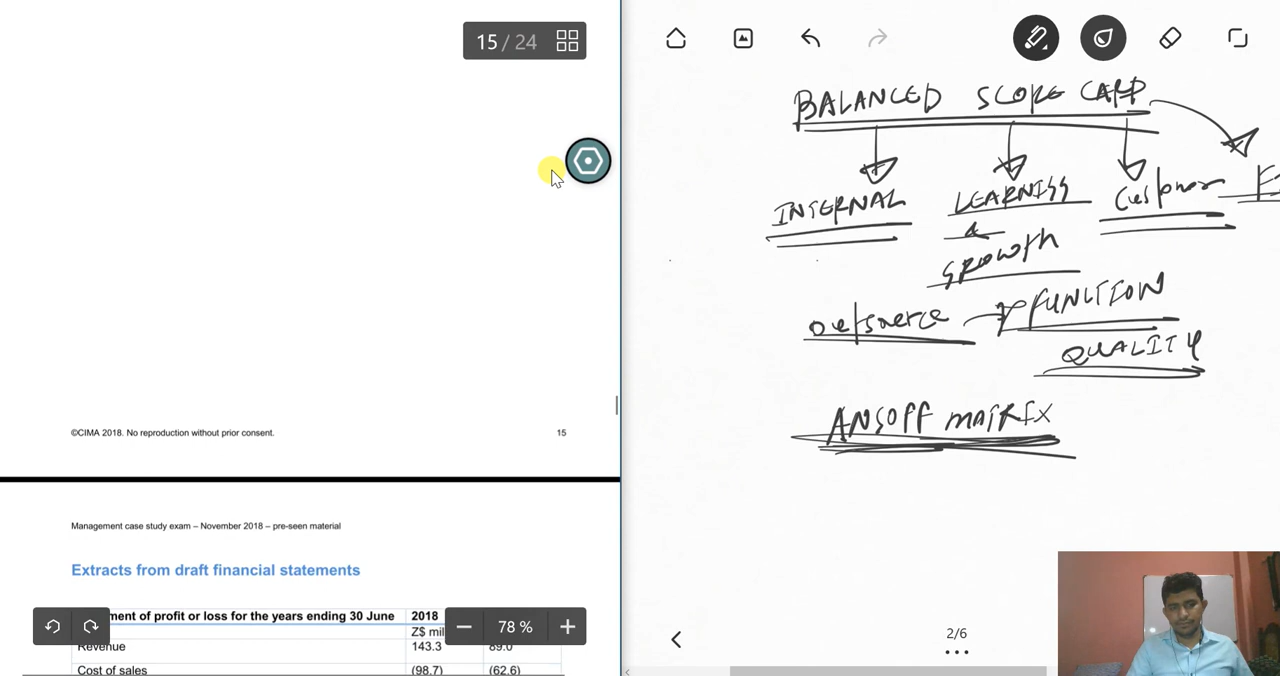 15 / 24
©CIMA 2018. No reproduction without prior consent.
15
Management case study exam – November 2018 – pre-seen material
Extracts from draft financial statements
ment of profit or loss for the years ending 30 June 2018
Z$ mil
Revenue 143.3 89.0
Cost of sales (98.7) (62.6)
78 %
BALANCED SCORE CARD
INTERNAL LEARNING Customer
& Growth
Outsource FUNCTION
QUALITY
ANSOFF MATRIX
2/6